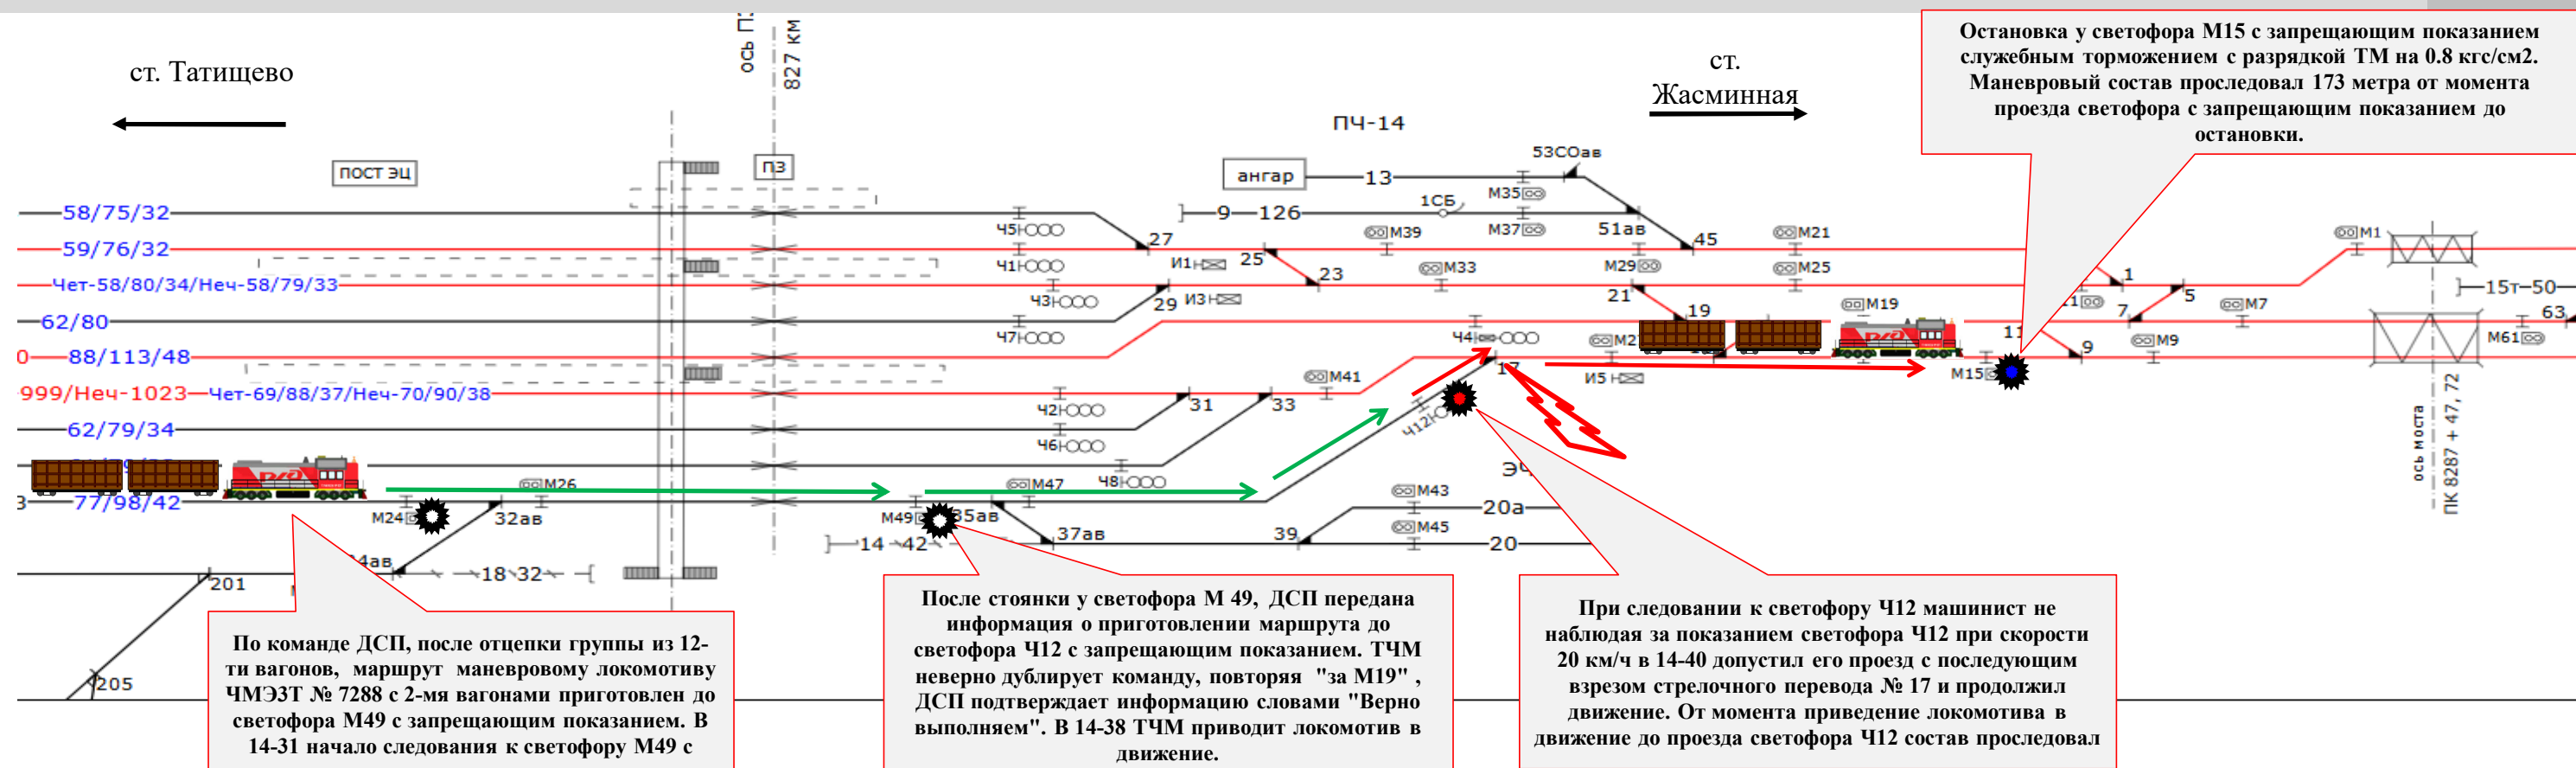 ст. Татищево
ось П
827 км
ст.
Жасминная
Остановка у светофора М15 с запрещающим показанием
служебным торможением с разрядкой ТМ на 0.8 кгс/см2.
Маневровый состав проследовал 173 метра от момента
проезда светофора с запрещающим показанием до
остановки.
ПЧ-14
ПОСТ ЭЦ
ПЗ
ангар
13
53СОав
М35
1СБ
9 126
М37
51ав
45
58/75/32
Ч5
27
М39
М21
М1
59/76/32
Ч1
И1
25
23
М33
М29
М25
1
5
15т-50
Чет-58/80/34/Неч-58/79/33
Ч3
29
И3
21
19
М19
7
М7
63
62/80
Ч7
Ч4
М2
11
М9
М61
88/113/48
17
И5
М15
9
999/Неч-1023
Чет-69/88/37/Неч-70/90/38
М41
Ч2
31
33
Ч12
62/79/34
Ч6
ось моста
ПК 8287 + 47, 72
М26
М47
Ч8
М43
77/98/42
М24
32ав
М49
35ав
20а
М45
14 42
37ав
39
20
18 32
201
205
По команде ДСП, после отцепки группы из 12-
ти вагонов, маршрут маневровому локомотиву
ЧМЭ3Т № 7288 с 2-мя вагонами приготовлен до
светофора М49 с запрещающим показанием. В
14-31 начало следования к светофору М49 с
После стоянки у светофора М 49, ДСП передана
информация о приготовлении маршрута до
светофора Ч12 с запрещающим показанием. ТЧМ
неверно дублирует команду, повторяя "за М19" ,
ДСП подтверждает информацию словами "Верно
выполняем". В 14-38 ТЧМ приводит локомотив в
движение.
При следовании к светофору Ч12 машинист не
наблюдая за показанием светофора Ч12 при скорости
20 км/ч в 14-40 допустил его проезд с последующим
взрезом стрелочного перевода № 17 и продолжил
движение. От момента приведение локомотива в
движение до проезда светофора Ч12 состав проследовал